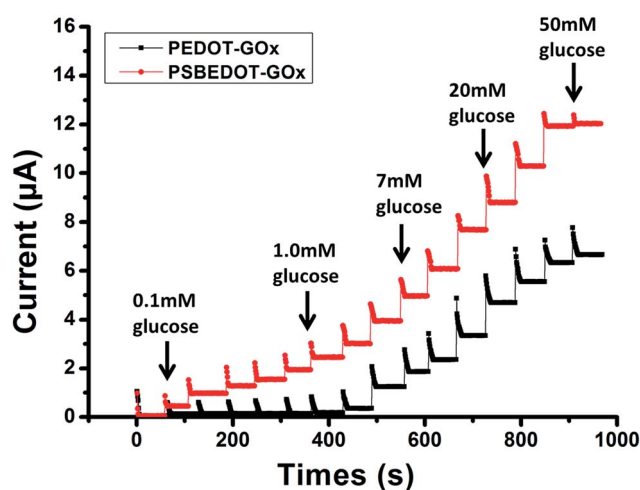 PEDOT-GOx
PSBEDOT-GOx
50mM
glucose
20mM
glucose
7mM
glucose
1.0mM
glucose
0.1mM
glucose
Current (µA)
16
14
12
10
8
6
4
2
0
0
200
400
600
800
1000
Times (s)